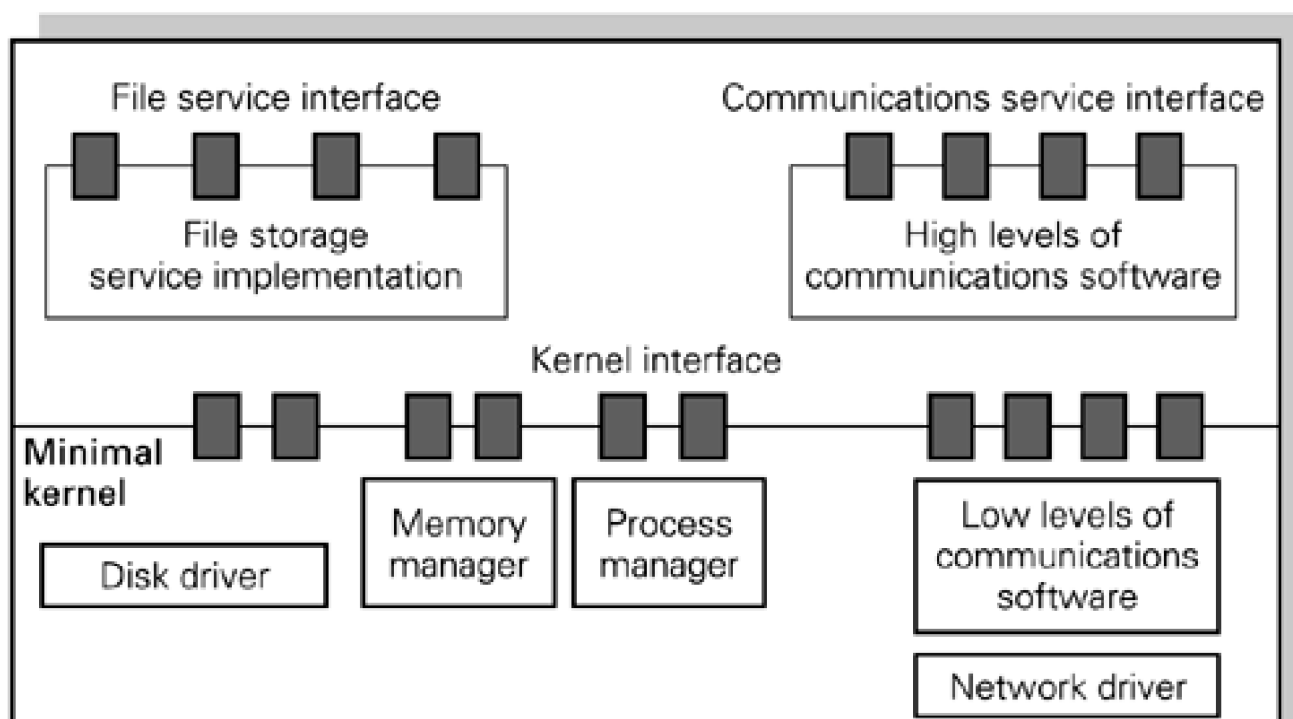 File service interface
Communications service interface
File storage
service implementation
High levels of
communications software
Kernel interface
Minimal
kernel
Disk driver
Memory
manager
Process
manager
Low levels of
communications
software
Network driver